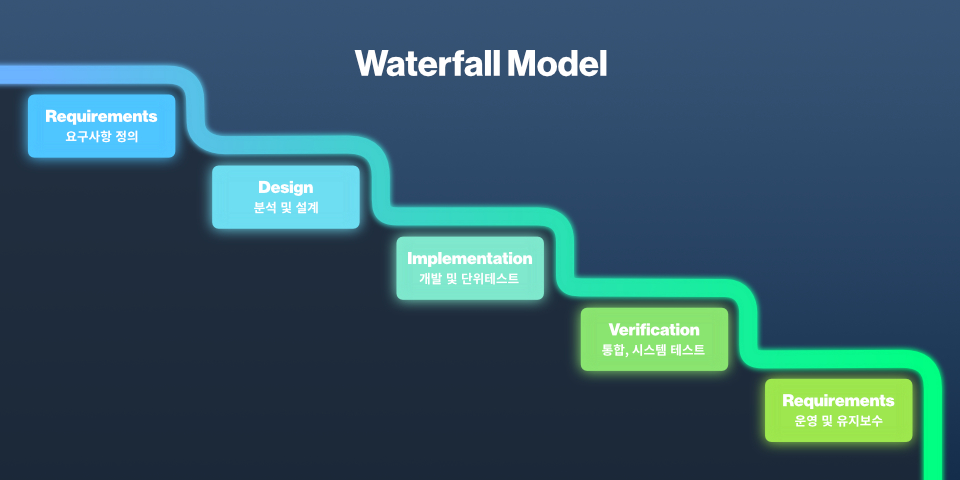 Waterfall Model
Requirements
요구사항 정의
Design
분석 및 설계
Implementation
개발 및 단위테스트
Verification
통합, 시스템 테스트
Requirements
운영 및 유지보수